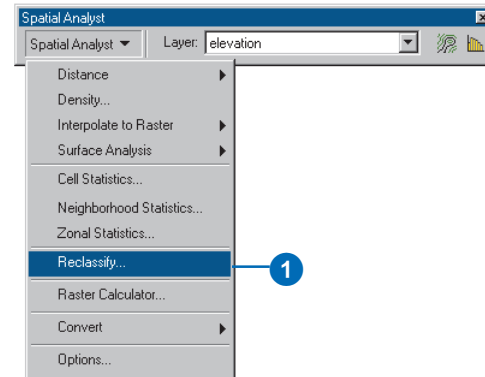 Spatial Analyst
Spatial Analyst Layer: elevation
Distance
Density...
Interpolate to Raster
Surface Analysis
Cell Statistics...
Neighborhood Statistics...
Zonal Statistics...
Reclassify...
1
Raster Calculator...
Convert
Options...